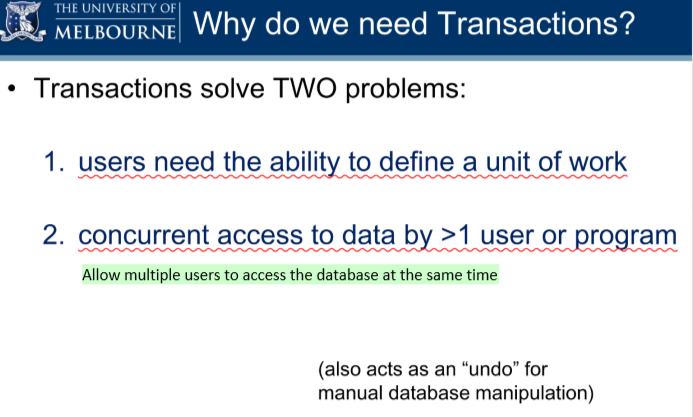 THE UNIVERSITY OF
MELBOURNE
Why do we need Transactions?
• Transactions solve TWO problems:
1. users need the ability to define a unit of work
2. concurrent access to data by >1 user or program
Allow multiple users to access the database at the same time
(also acts as an “undo” for
manual database manipulation)